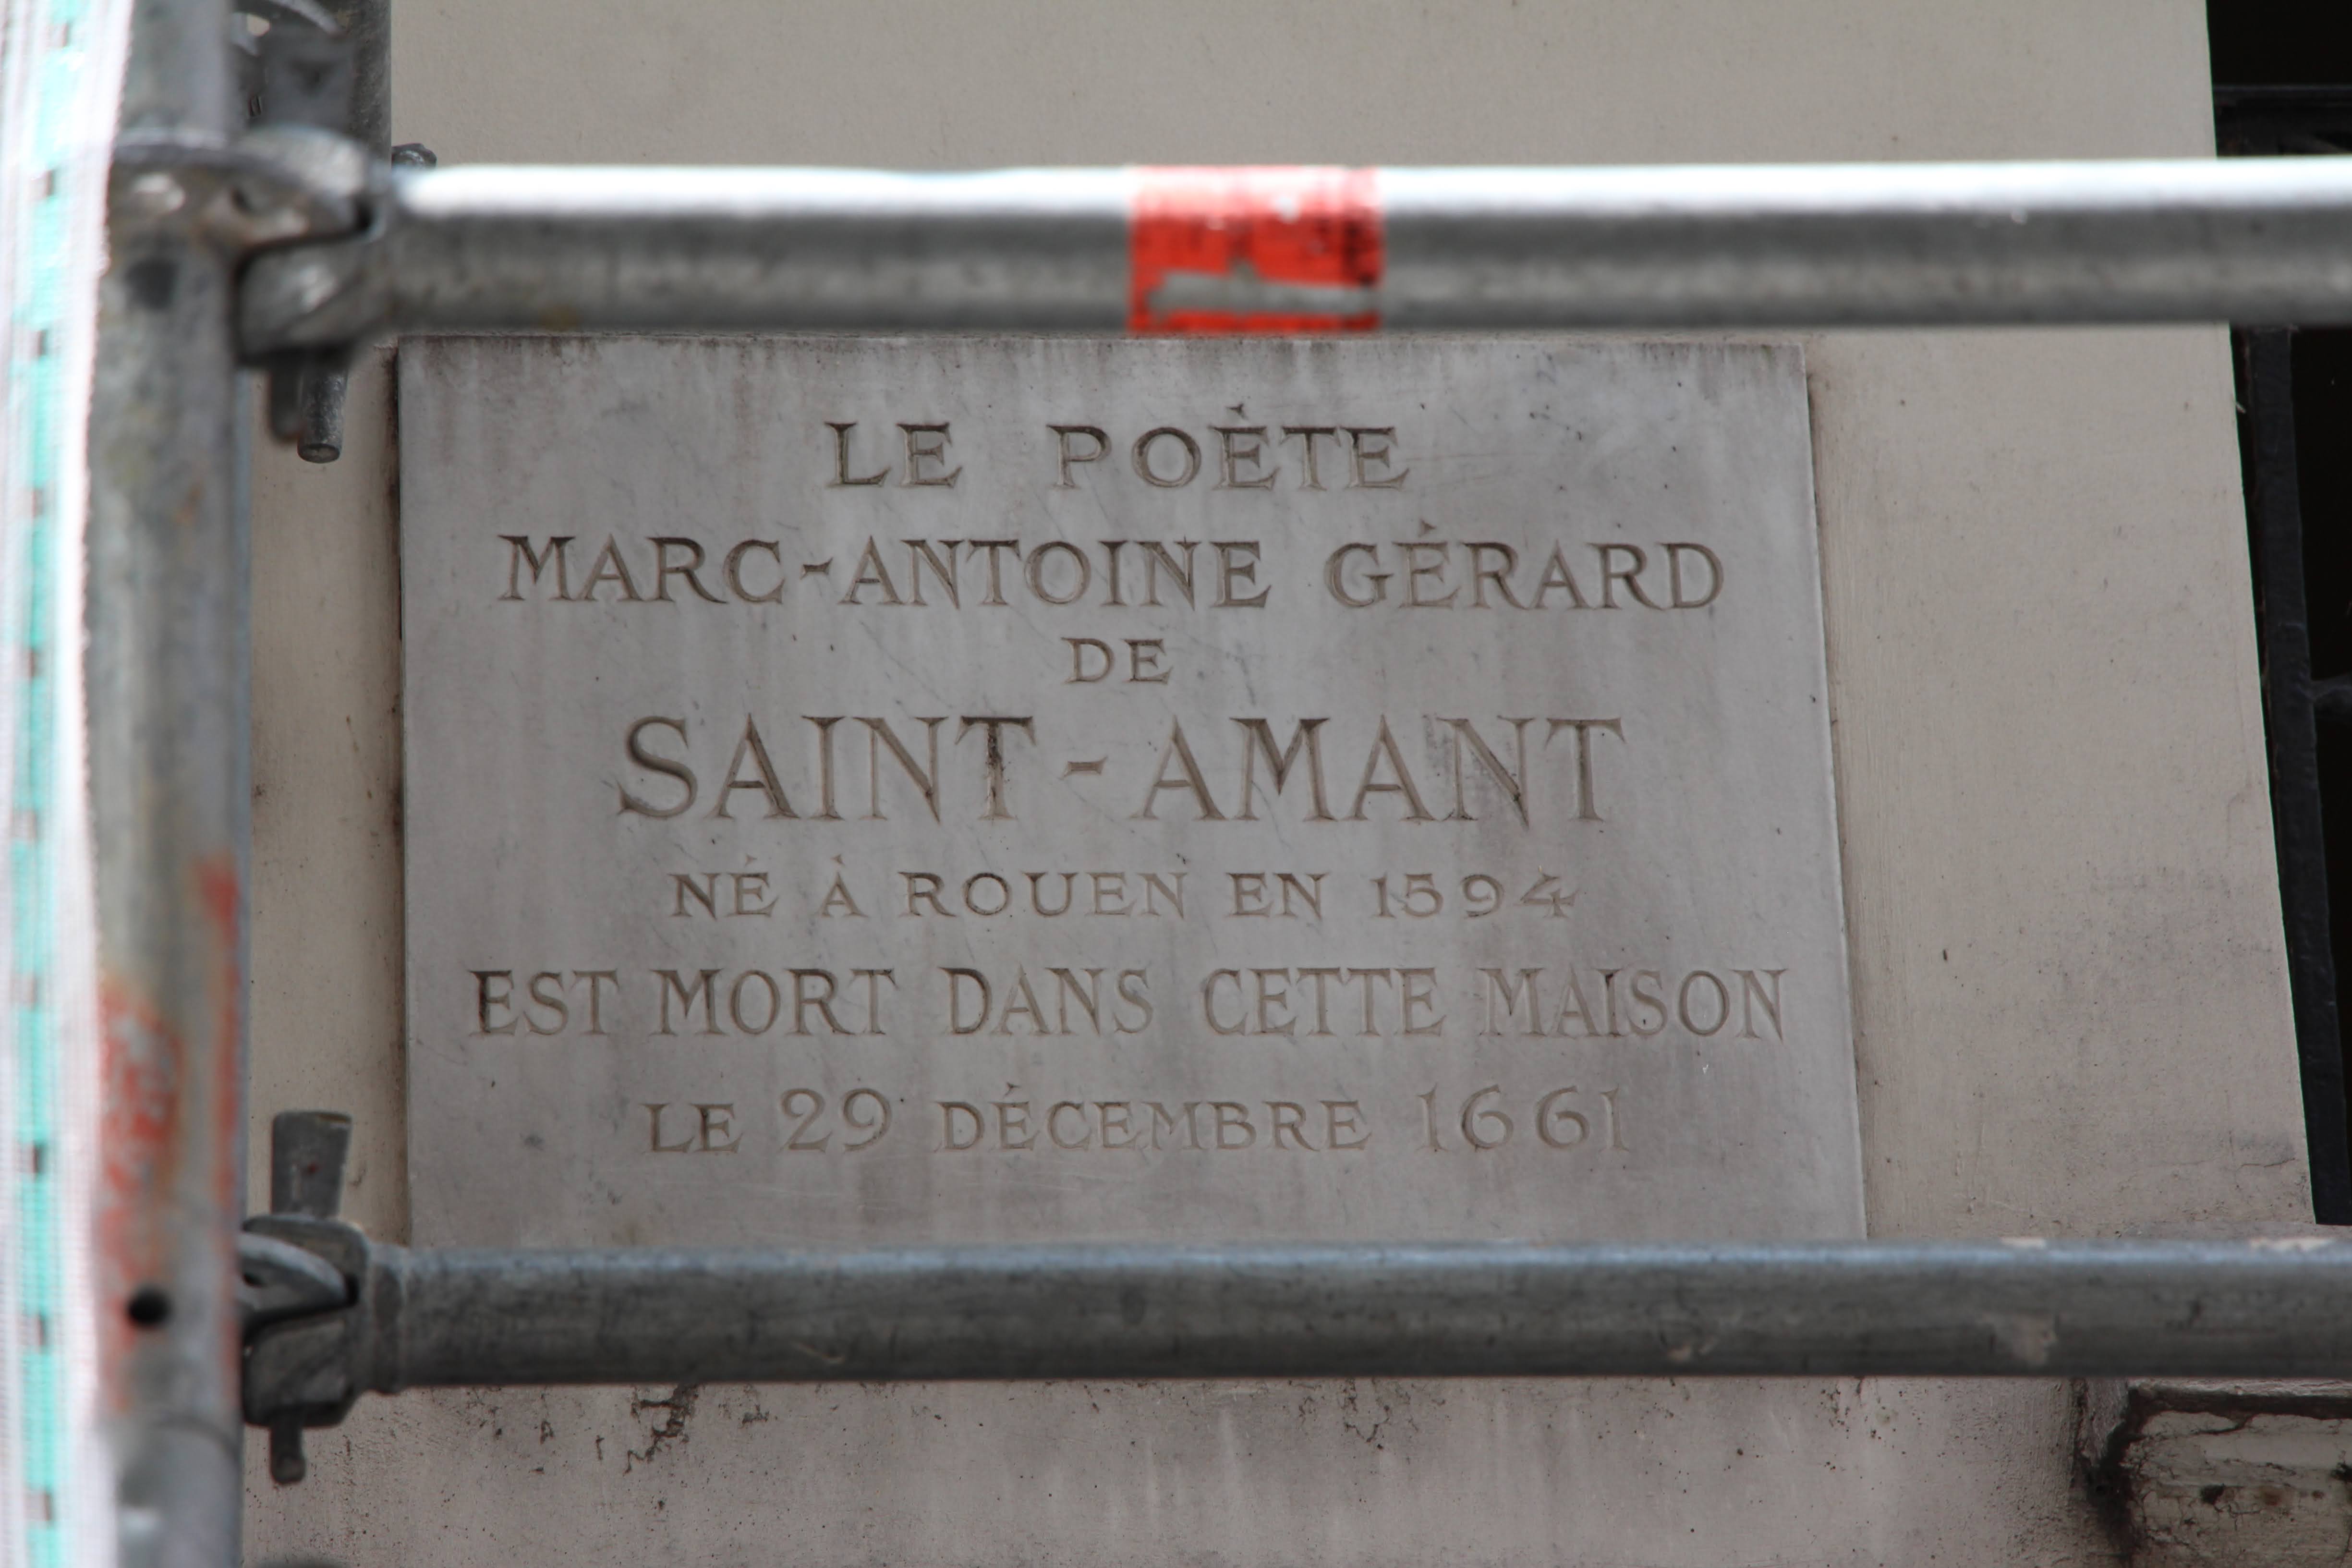 LE POÈTE
MARC-ANTOINE GÉRARD
DE
SAINT-AMANT
NÉ À ROUEN EN 1594
EST MORT DANS CETTE MAISON
LE 29 DÉCEMBRE 1661